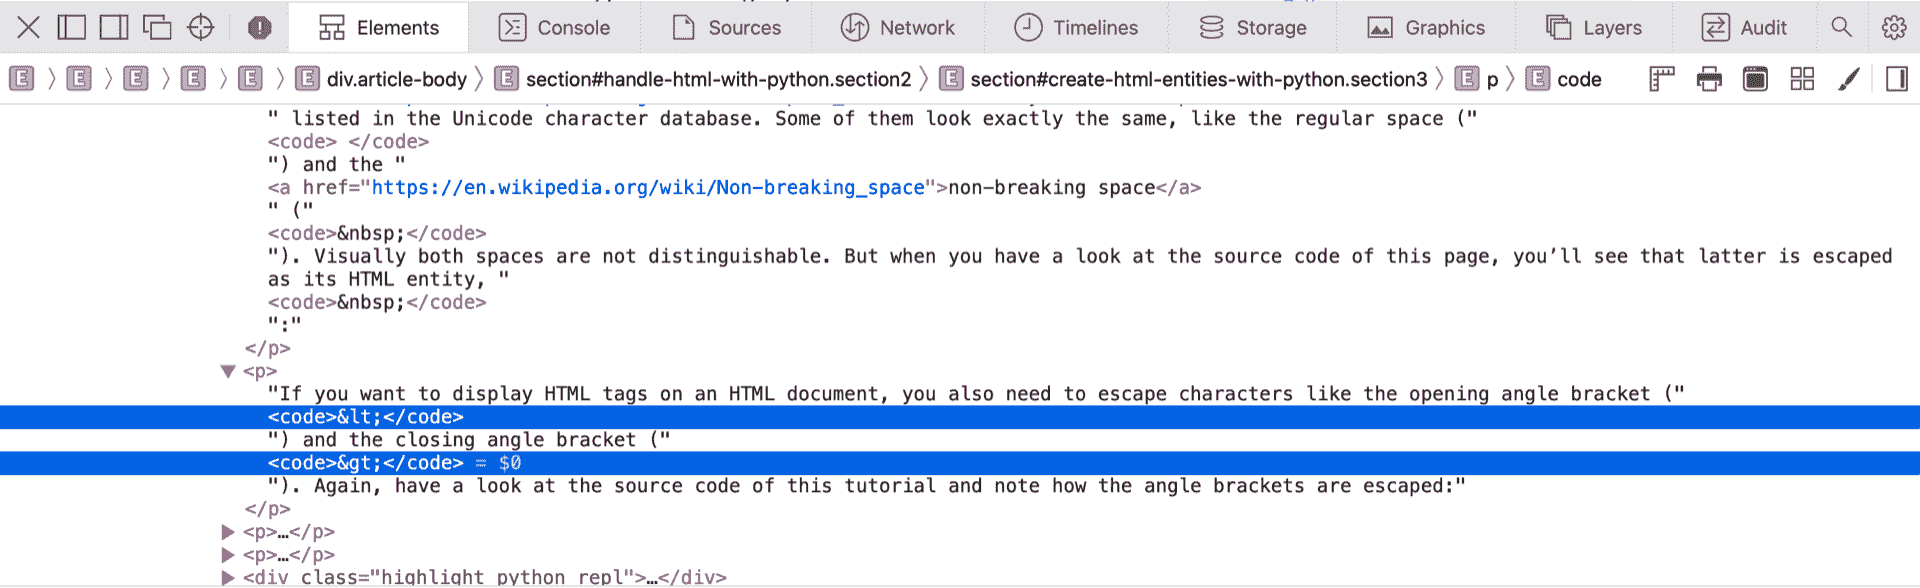 Elements Console Sources Network Timelines Storage Graphics Layers Audit
E E E E E E div.article-body E section#handle-html-with-python.section2 E section#create-html-entities-with-python.section3 E p E code
" listed in the Unicode character database. Some of them look exactly the same, like the regular space ("
<code> </code>
") and the "
<a href="https://en.wikipedia.org/wiki/Non-breaking_space">non-breaking space</a>
" ("
<code>&nbsp;</code>
"). Visually both spaces are not distinguishable. But when you have a look at the source code of this page, you’ll see that latter is escaped
as its HTML entity, "
<code>&nbsp;</code>
":"
</p>
<p>
"If you want to display HTML tags on an HTML document, you also need to escape characters like the opening angle bracket ("
<code>&lt;</code>
") and the closing angle bracket ("
<code>&gt;</code> = $0
"). Again, have a look at the source code of this tutorial and note how the angle brackets are escaped:"
</p>
<p>…</p>
<p>…</p>
<div class="highlight python repl">…</div>